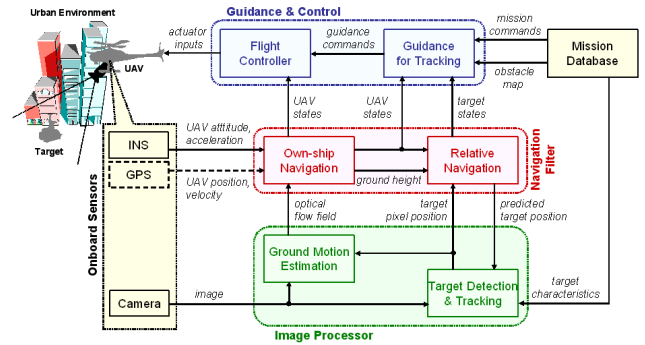 Urban Environment
UAV
Target
Guidance & Control
actuator
inputs
Flight
Controller
guidance
commands
Guidance
for Tracking
mission
commands
obstacle
map
Mission
Database
UAV
states
UAV
states
target
states
Onboard Sensors
INS
GPS
Camera
UAV atttitude,
acceleration
UAV position,
velocity
Own-ship
Navigation
ground height
Relative
Navigation
Navigation
Filter
optical
flow field
target
pixel position
predicted
target position
Ground Motion
Estimation
image
Target Detection
& Tracking
target
characteristics
Image Processor